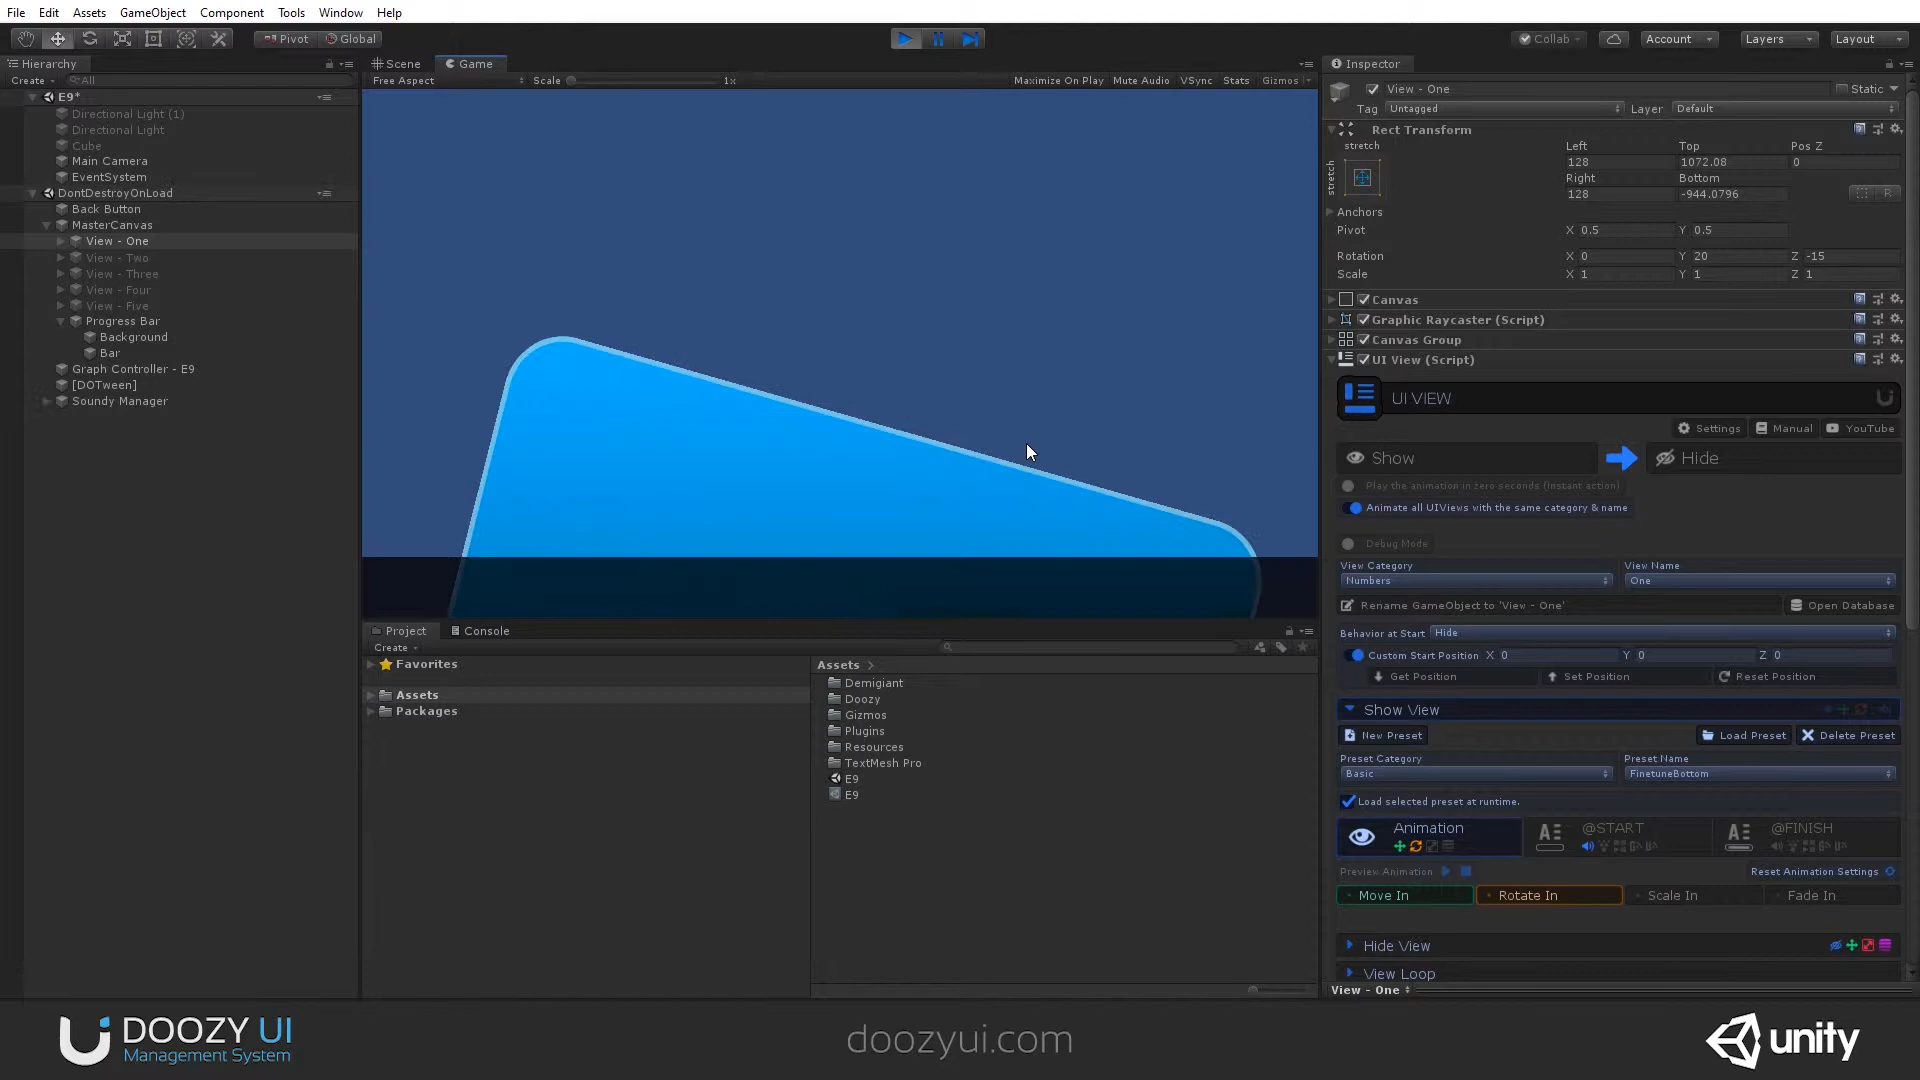 File Edit Assets GameObject Component Tools Window Help
Pivot Global
Collab Account Layers Layout
Hierarchy
Create All
E9*
Directional Light (1)
Directional Light
Cube
Main Camera
EventSystem
DontDestroyOnLoad
Back Button
MasterCanvas
View - One
View - Two
View - Three
View - Four
View - Five
Progress Bar
Background
Bar
Graph Controller - E9
[DOTween]
Soundy Manager
Scene Game
Free Aspect Scale 1x Maximize On Play Mute Audio VSync Stats Gizmos
Project Console
Create
Favorites
Assets
Packages
Assets
Demigiant
Doozy
Gizmos
Plugins
Resources
TextMesh Pro
E9
E9
Inspector
View - One Static
Tag Untagged Layer Default
Rect Transform
stretch
stretch
Left Top Pos Z
128 1072.08 0
Right Bottom
128 -944.0796 R
Anchors
Pivot X 0.5 Y 0.5
Rotation X 0 Y 20 Z -15
Scale X 1 Y 1 Z 1
Canvas
Graphic Raycaster (Script)
Canvas Group
UI View (Script)
UI VIEW
Settings Manual YouTube
Show Hide
Play the animation in zero seconds (instant action)
Animate all UIViews with the same category & name
Debug Mode
View Category View Name
Numbers One
Rename GameObject to 'View - One' Open Database
Behavior at Start Hide
Custom Start Position X 0 Y 0 Z 0
Get Position Set Position Reset Position
Show View
New Preset Load Preset Delete Preset
Preset Category Preset Name
Basic FinetuneBottom
Load selected preset at runtime.
Animation @START @FINISH
Preview Animation Reset Animation Settings
Move In Rotate In Scale In Fade In
Hide View
View Loop
View - One
DOOZY UI
Management System
doozyui.com
unity